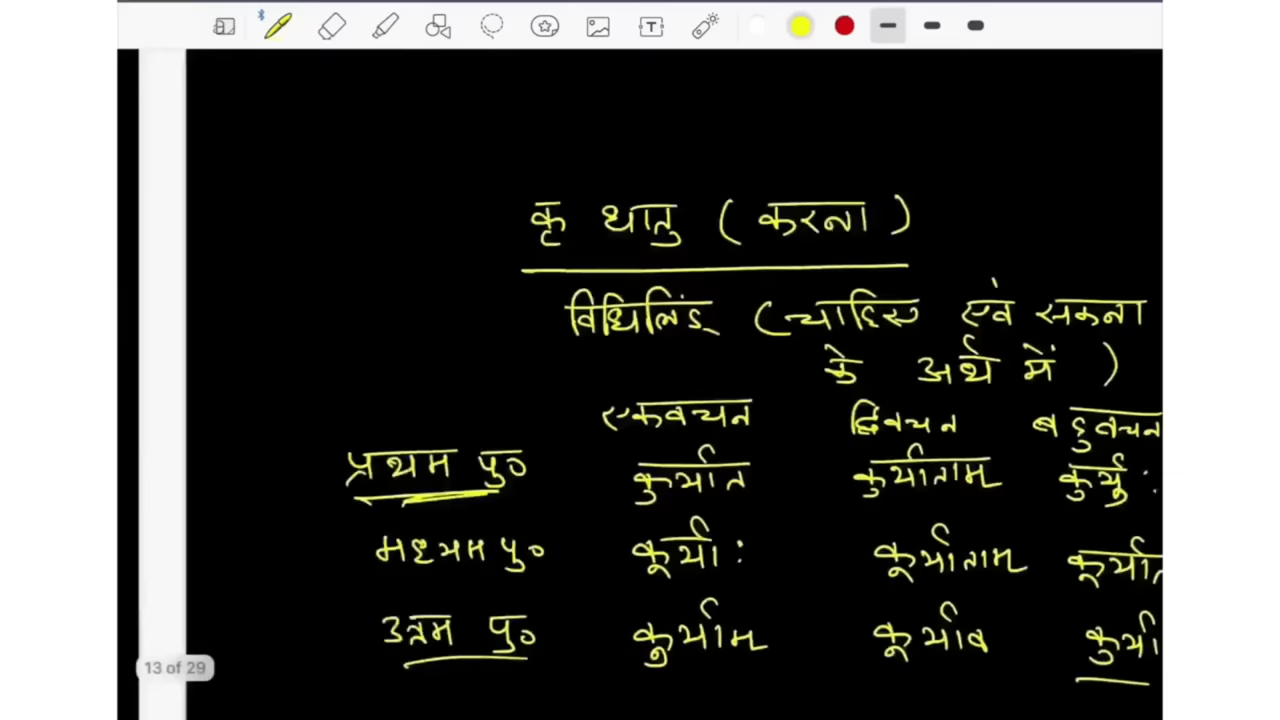 कृ धातु (करना)
विधिलिंङ् (चाहिए एवं सकना
के अर्थ में)
एकवचन द्विवचन बहुवचन
प्रथम पु० कुर्यात कुर्याताम् कुर्युः
मध्यम पु० कूर्याः कूर्याताम् कूर्यात
उत्तम पु० कुर्याम् कूर्याव कुर्या
13 of 29